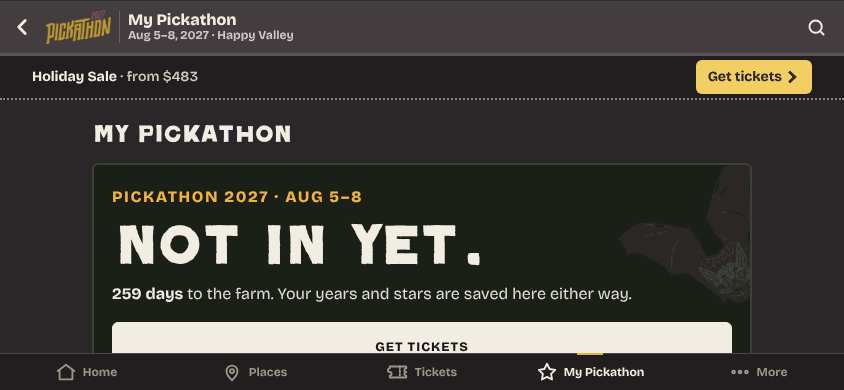 PICKATHON
My Pickathon
Aug 5–8, 2027 · Happy Valley
Holiday Sale · from $483
Get tickets
MY PICKATHON
PICKATHON 2027 · AUG 5–8
NOT IN YET.
259 days to the farm. Your years and stars are saved here either way.
GET TICKETS
Home
Places
Tickets
My Pickathon
More